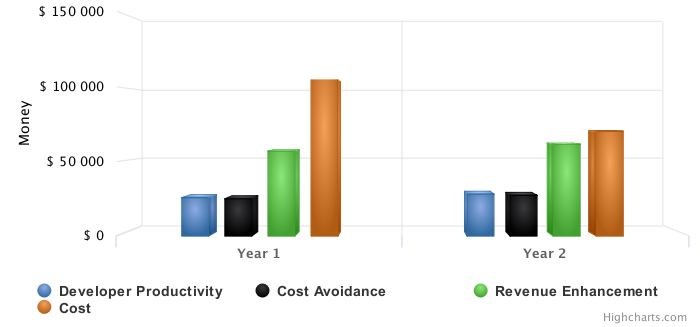 $ 150 000
$ 100 000
$ 50 000
$ 0
Money
Year 1
Year 2
Developer Productivity
Cost Avoidance
Revenue Enhancement
Cost
Highcharts.com